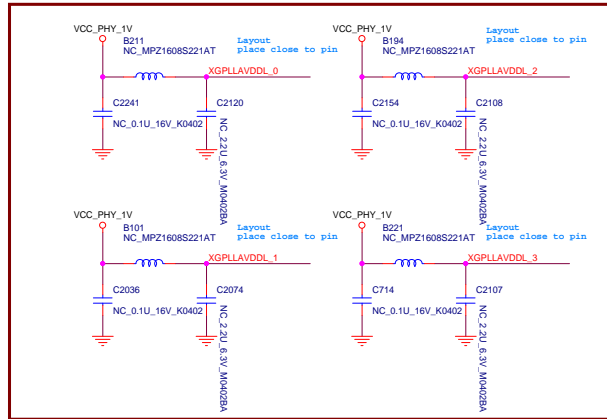 VCC_PHY_1V
B211
NC_MPZ1608S221AT
Layout
place close to pin
XGPLLAVDDL_0
C2241
NC_0.1U_16V_K0402
C2120
NC_2.2U_6.3V_M0402BA
VCC_PHY_1V
B194
NC_MPZ1608S221AT
Layout
place close to pin
XGPLLAVDDL_2
C2154
NC_0.1U_16V_K0402
C2108
NC_2.2U_6.3V_M0402BA
VCC_PHY_1V
B101
NC_MPZ1608S221AT
Layout
place close to pin
XGPLLAVDDL_1
C2036
NC_0.1U_16V_K0402
C2074
NC_2.2U_6.3V_M0402BA
VCC_PHY_1V
B221
NC_MPZ1608S221AT
Layout
place close to pin
XGPLLAVDDL_3
C714
NC_0.1U_16V_K0402
C2107
NC_2.2U_6.3V_M0402BA